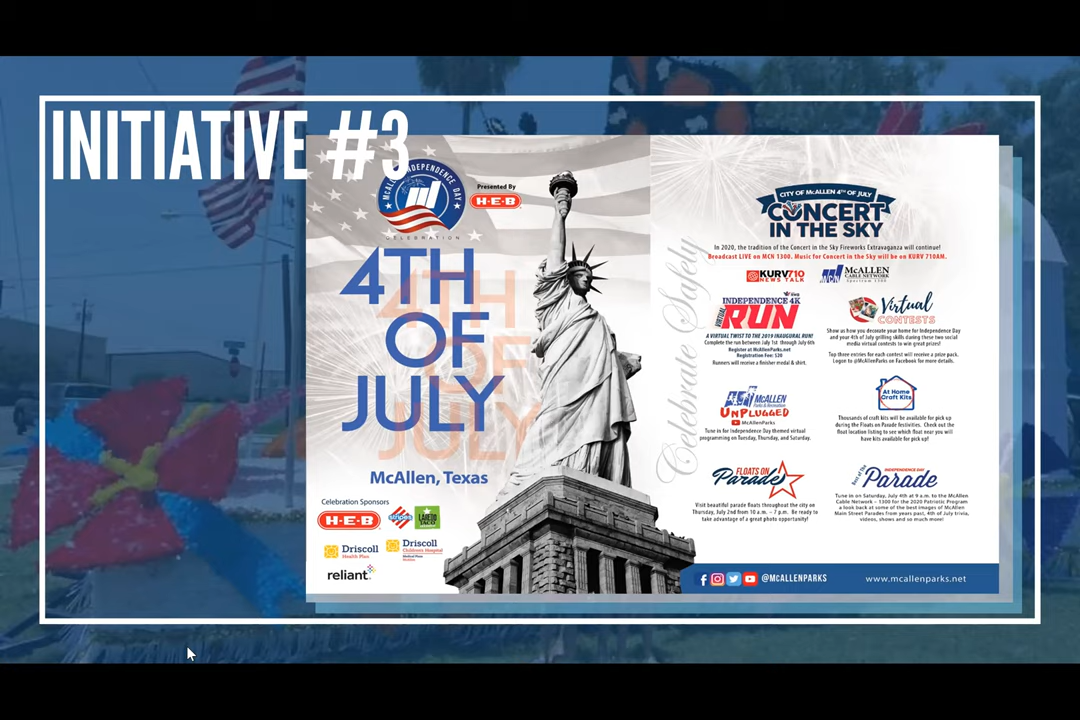 INITIATIVE #3
McALLEN INDEPENDENCE DAY
CELEBRATION
Presented By
H-E-B
4TH
OF
JULY
McAllen, Texas
Celebration Sponsors
H-E-B
Stripes
LAREDO
TACO
Driscoll
Health Plan
Driscoll
Children's Hospital
reliant
Celebrate Safely
CITY OF McALLEN 4TH OF JULY
CONCERT
IN THE SKY
In 2020, the tradition of the Concert in the Sky Fireworks Extravaganza will continue!
Broadcast LIVE on MCN 1300. Music for Concert in the Sky will be on KURV 710AM.
KURV710
NEWS TALK
McALLEN
CABLE NETWORK
Spectrum 1300
INDEPENDENCE 4K
VIRTUAL
RUN
A VIRTUAL TWIST TO THE 2019 INAUGURAL RUN!
Complete the run between July 1st through July 6th
Register at McAllenParks.net
Registration Fee: $20
Runners will receive a finisher medal & shirt.
Virtual
CONTESTS
Show us how you decorate your home for Independence Day
and your 4th of July grilling skills during these two social
media virtual contests to win great prizes!
Top three entries for each contest will receive a prize pack.
Logon to @McAllenParks on Facebook for more details.
McALLEN
Parks & Recreation
UNPLUGGED
McAllenParks
Tune in for Independence Day themed virtual
programming on Tuesday, Thursday, and Saturday.
At Home
Craft Kits
Thousands of craft kits will be available for pick up
during the Floats on Parade festivities. Check out the
float location listing to see which float near you will
have kits available for pick up!
FLOATS ON
Parade
Visit beautiful parade floats throughout the city on
Thursday, July 2nd from 10 a.m. - 7 p.m. Be ready to
take advantage of a great photo opportunity!
Best of the
INDEPENDENCE DAY
Parade
Tune in on Saturday, July 4th at 9 a.m. to the McAllen
Cable Network - 1300 for the 2020 Patriotic Program
a look back at some of the best images of McAllen
Main Street Parades from years past, 4th of July trivia,
videos, shows and so much more!
@MCALLENPARKS
www.mcallenparks.net